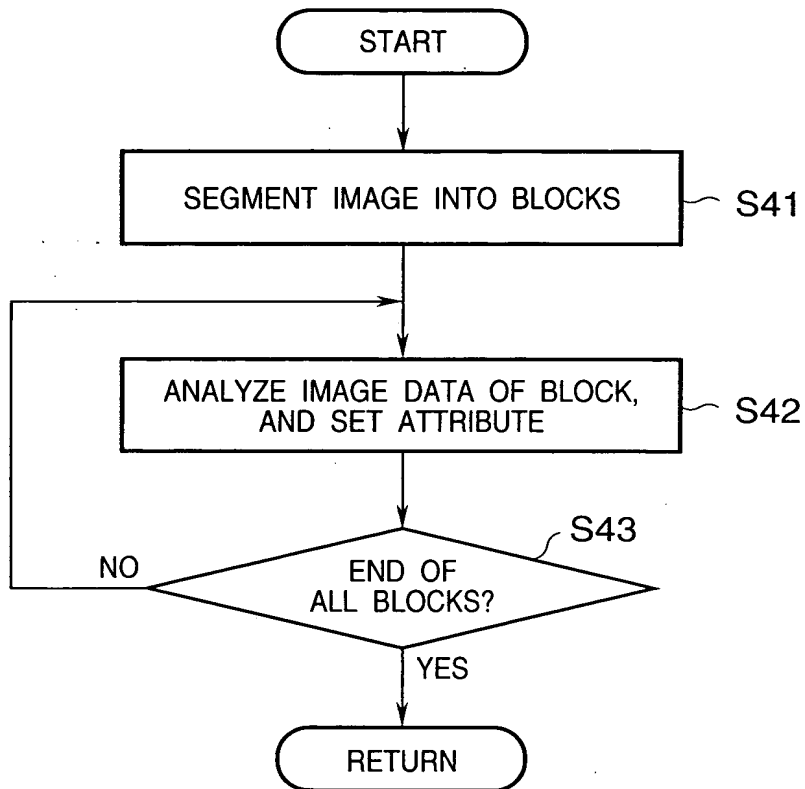 START
SEGMENT IMAGE INTO BLOCKS
S41
ANALYZE IMAGE DATA OF BLOCK,
AND SET ATTRIBUTE
S42
S43
END OF
ALL BLOCKS?
NO
YES
RETURN